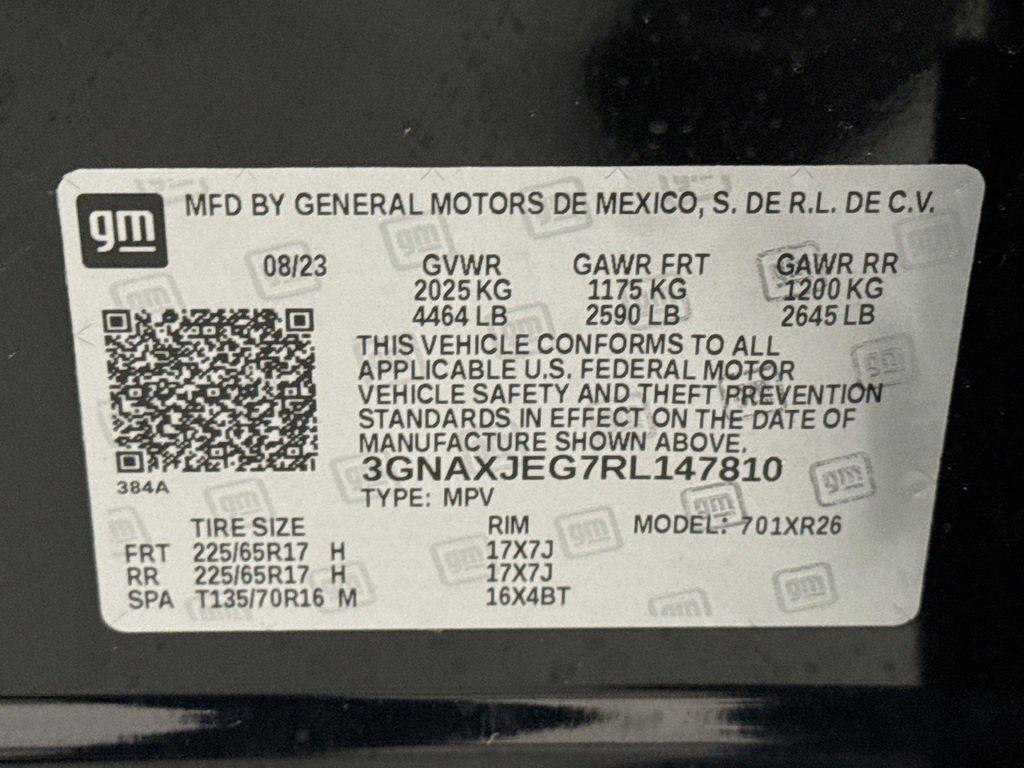 gm MFD BY GENERAL MOTORS DE MEXICO, S. DE R.L. DE C.V.
08/23 GVWR GAWR FRT GAWR RR
2025 KG 1175 KG 1200 KG
4464 LB 2590 LB 2645 LB
THIS VEHICLE CONFORMS TO ALL
APPLICABLE U.S. FEDERAL MOTOR
VEHICLE SAFETY AND THEFT PREVENTION
STANDARDS IN EFFECT ON THE DATE OF
MANUFACTURE SHOWN ABOVE.
3GNAXJEG7RL147810
384A
TYPE: MPV
TIRE SIZE RIM MODEL: 701XR26
FRT 225/65R17 H 17X7J
RR 225/65R17 H 17X7J
SPA T135/70R16 M 16X4BT